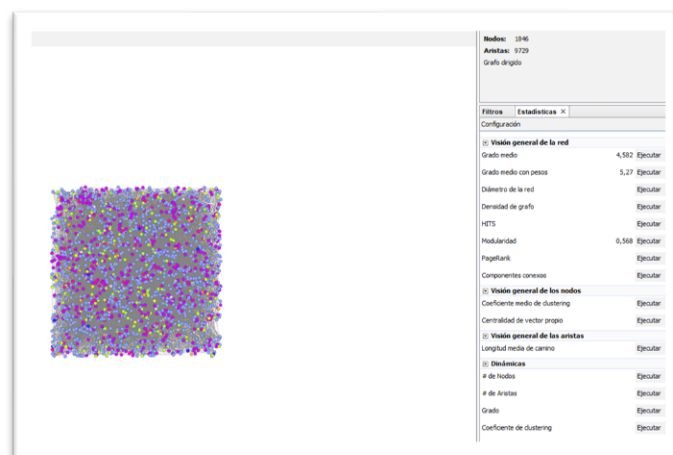 Nodos: 1846
Aristas: 9729
Grafo dirigido
Filtros Estadísticas ×
Configuración
Visión general de la red
Grado medio 4,582 Ejecutar
Grado medio con pesos 5,27 Ejecutar
Diámetro de la red Ejecutar
Densidad de grafo Ejecutar
HITS Ejecutar
Modularidad 0,568 Ejecutar
PageRank Ejecutar
Componentes conexos Ejecutar
Visión general de los nodos
Coeficiente medio de clustering Ejecutar
Centralidad de vector propio Ejecutar
Visión general de las aristas
Longitud media de camino Ejecutar
Dinámicas
# de Nodos Ejecutar
# de Aristas Ejecutar
Grado Ejecutar
Coeficiente de clustering Ejecutar